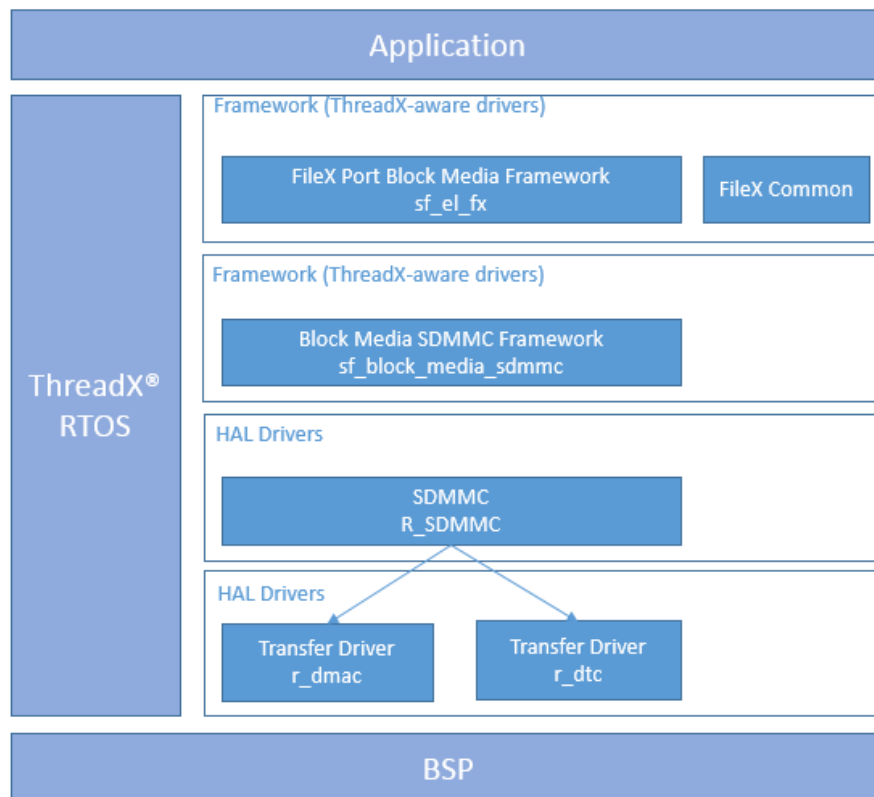 Application
ThreadX®
RTOS
Framework (ThreadX-aware drivers)
FileX Port Block Media Framework
sf_el_fx
FileX Common
Framework (ThreadX-aware drivers)
Block Media SDMMC Framework
sf_block_media_sdmmc
HAL Drivers
SDMMC
R_SDMMC
HAL Drivers
Transfer Driver
r_dmac
Transfer Driver
r_dtc
BSP